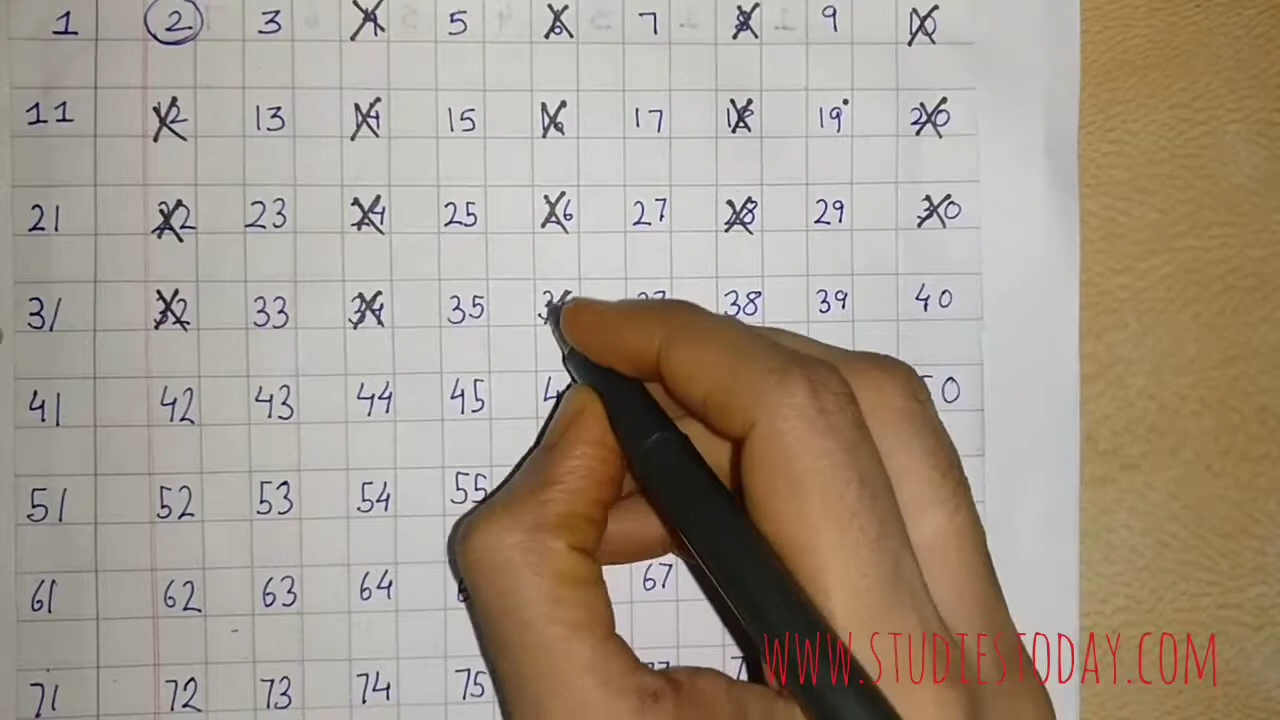 1 2 3 4 5 6 7 8 9 10
11 12 13 14 15 16 17 18 19 20
21 22 23 24 25 26 27 28 29 30
31 32 33 34 35 36 38 39 40
41 42 43 44 45
51 52 53 54 55
61 62 63 64 67
71 72 73 74 75
www.studiestoday.com